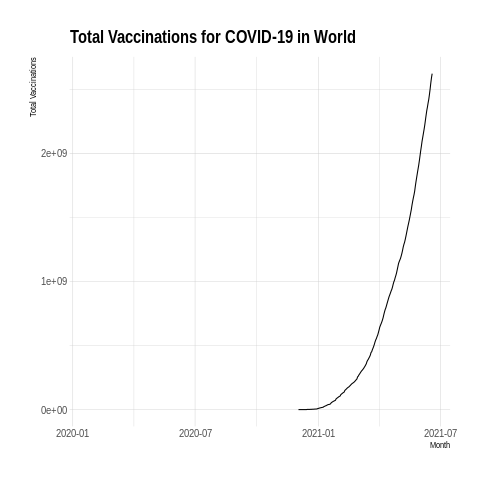 Total Vaccinations for COVID-19 in World
Total Vaccinations
2e+09
1e+09
0e+00
2020-01 2020-07 2021-01 2021-07
Month